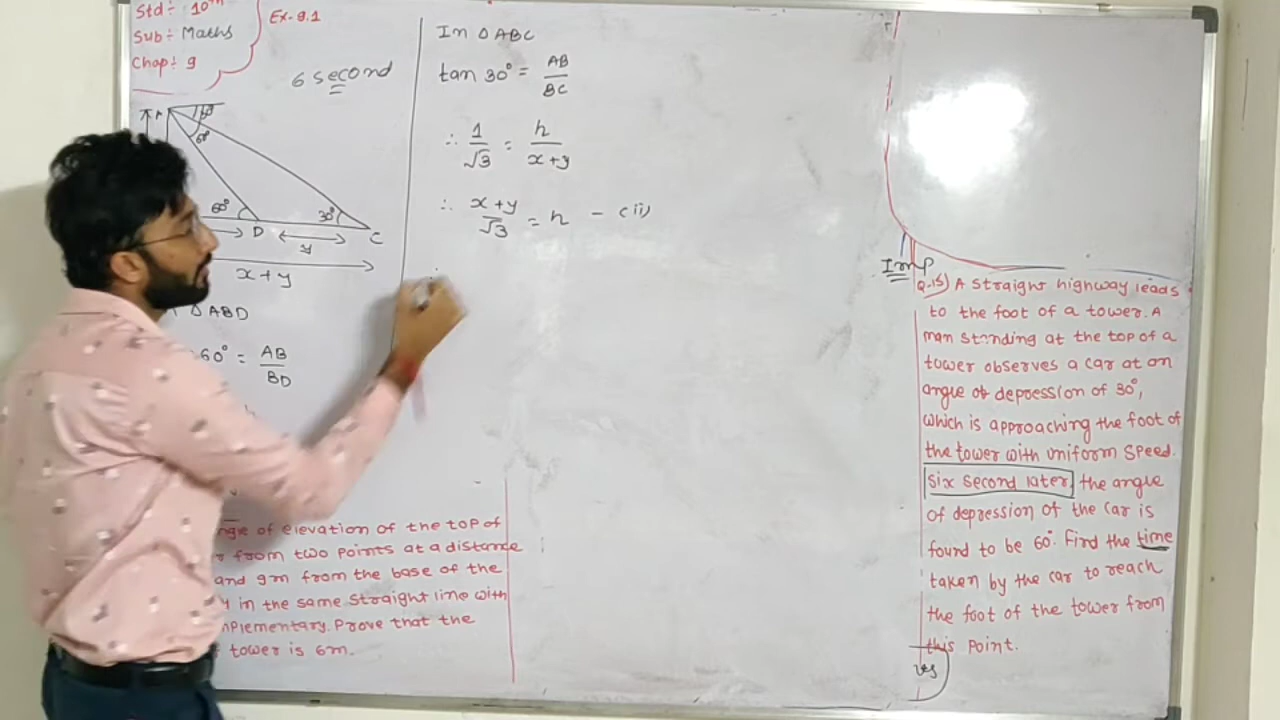 Std :- 10th
Sub :- Maths
Chap :- 9
Ex-9.1
6 second
A
60°
60°
30°
D
C
y
x+y
Δ ABD
60° = AB
BD
In Δ ABC
tan 30° = AB
BC
∴ 1 = h
√3 x+y
∴ x+y = h - (ii)
√3
of elevation of the top of
from two points at a distance
and 9m from the base of the
in the same straight line with
Prove that the
tower is 6m.
Imp
Q.15) A straight highway leads
to the foot of a tower. A
man standing at the top of a
tower observes a car at an
angle of depression of 30°,
which is approaching the foot of
the tower with uniform speed.
six second later, the angle
of depression of the car is
found to be 60°. Find the time
taken by the car to reach
the foot of the tower from
this point.